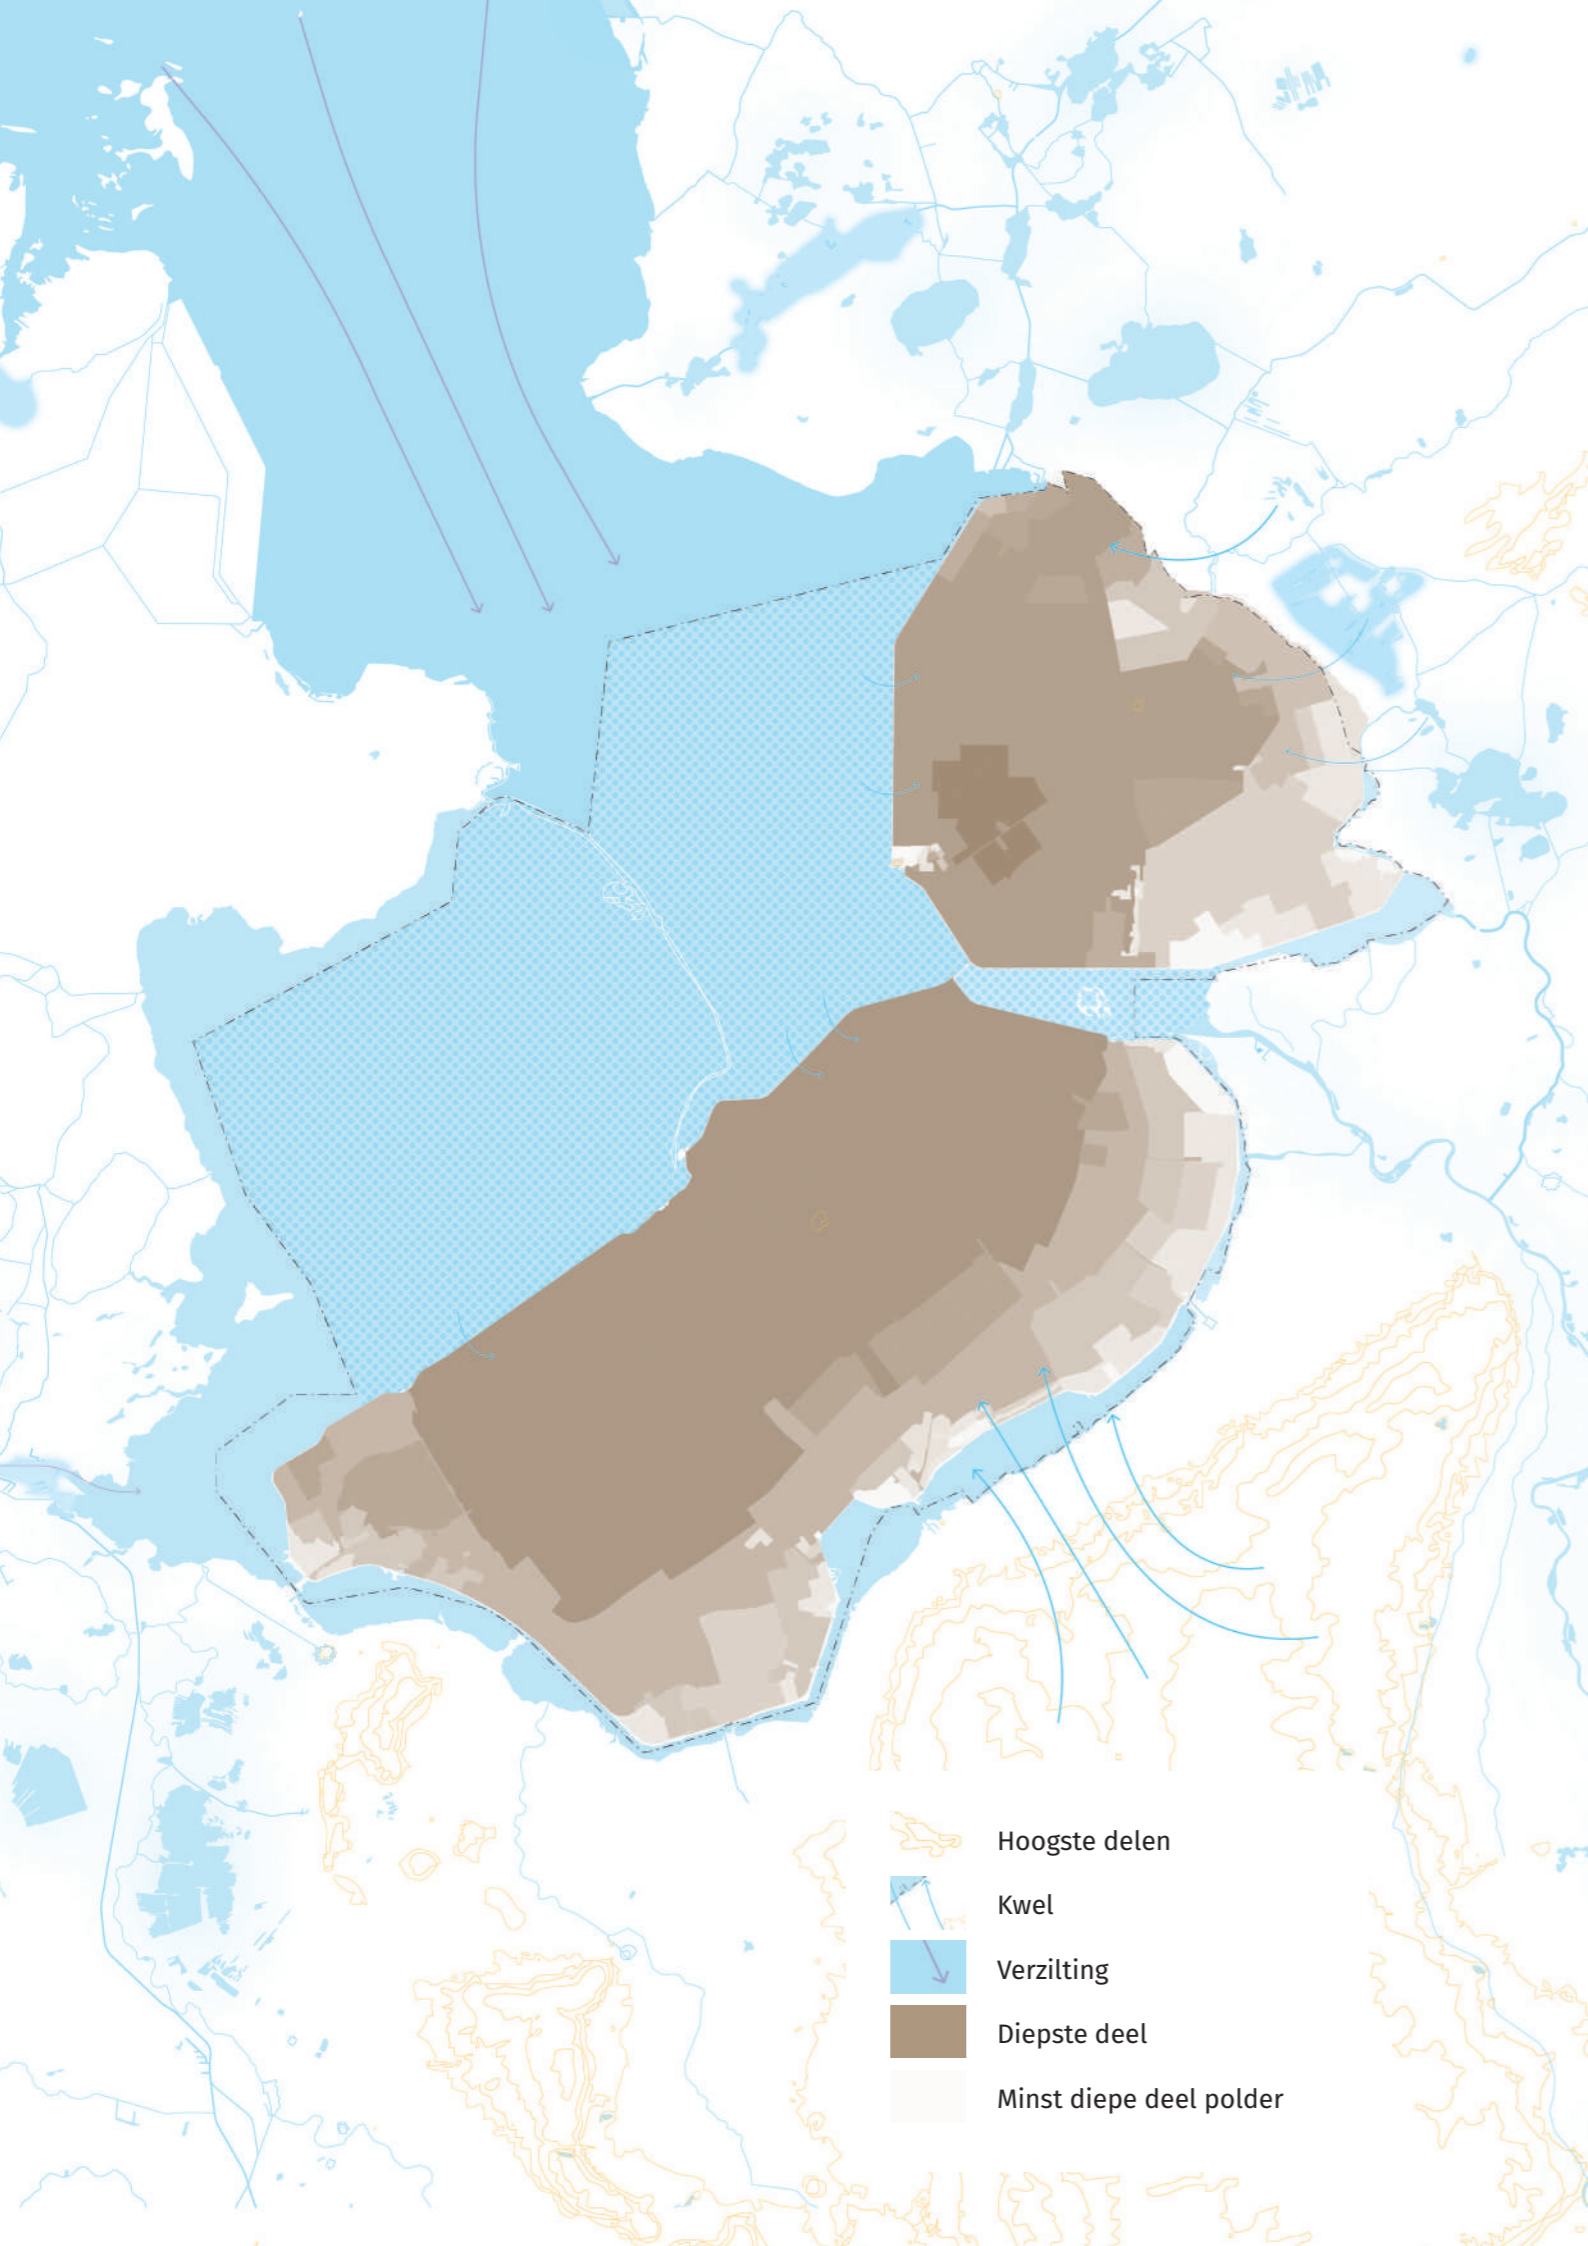 Hoogste delen
Kwel
Verzilting
Diepste deel
Minst diepe deel polder